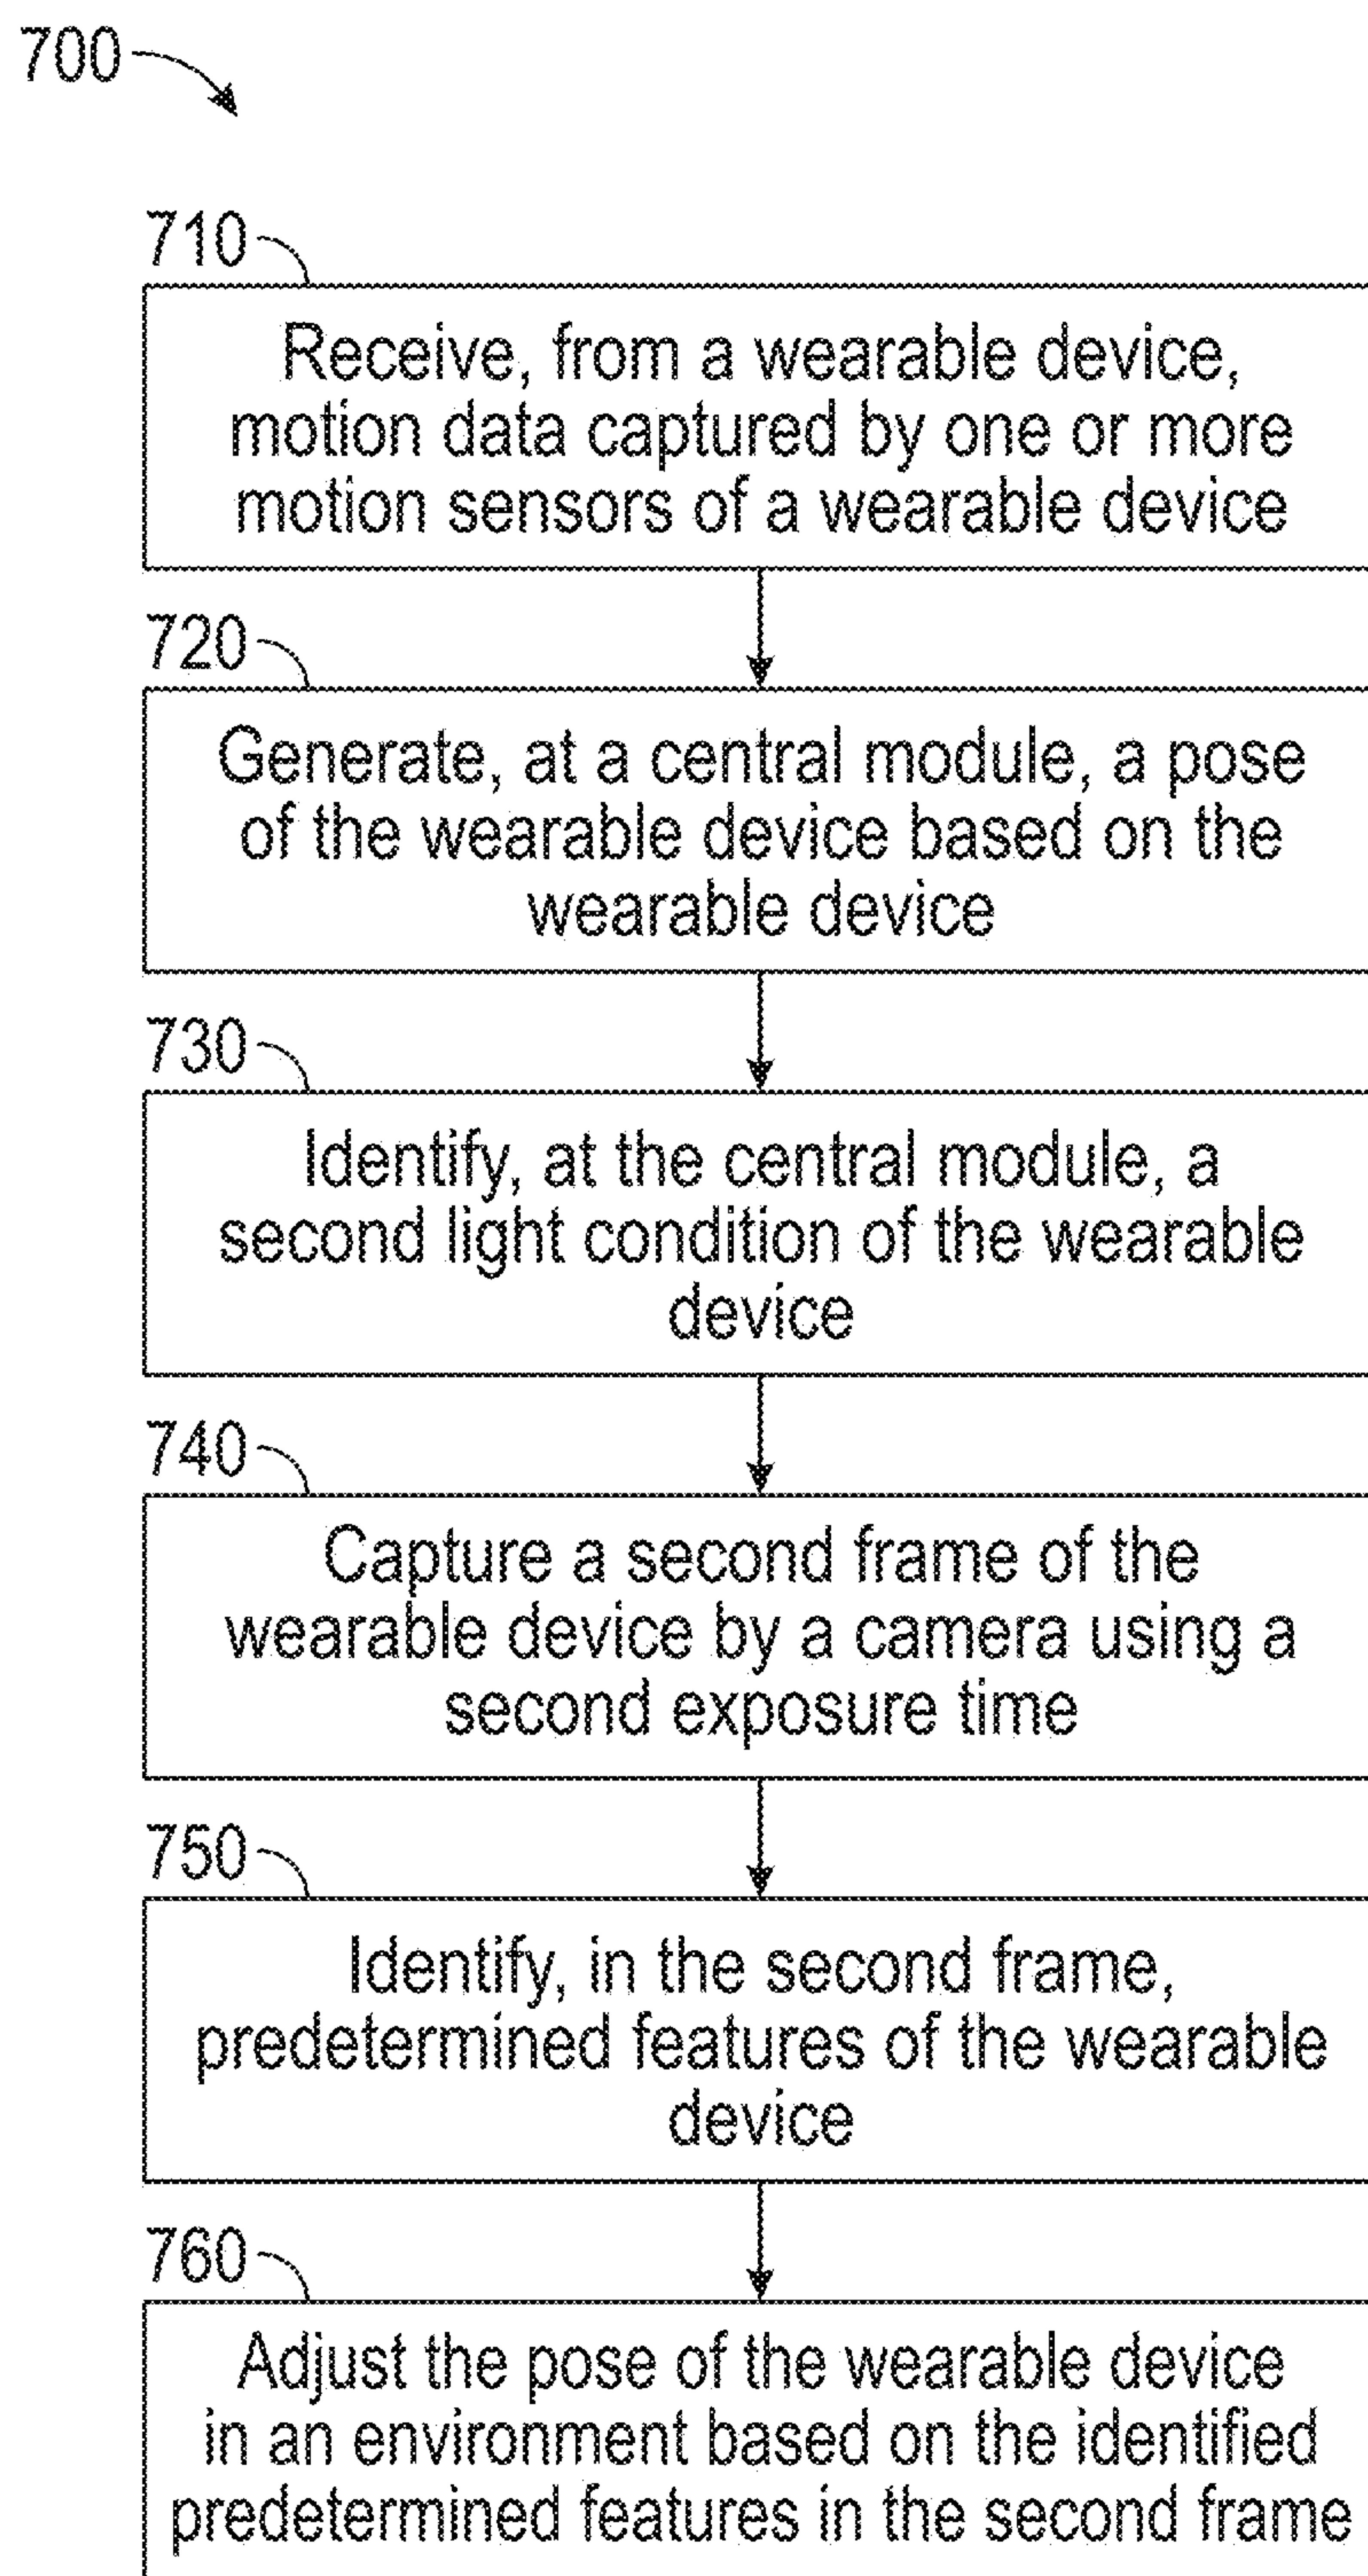 700
710
Receive, from a wearable device,
motion data captured by one or more
motion sensors of a wearable device
720
Generate, at a central module, a pose
of the wearable device based on the
wearable device
730
Identify, at the central module, a
second light condition of the wearable
device
740
Capture a second frame of the
wearable device by a camera using a
second exposure time
750
Identify, in the second frame,
predetermined features of the wearable
device
760
Adjust the pose of the wearable device
in an environment based on the identified
predetermined features in the second frame